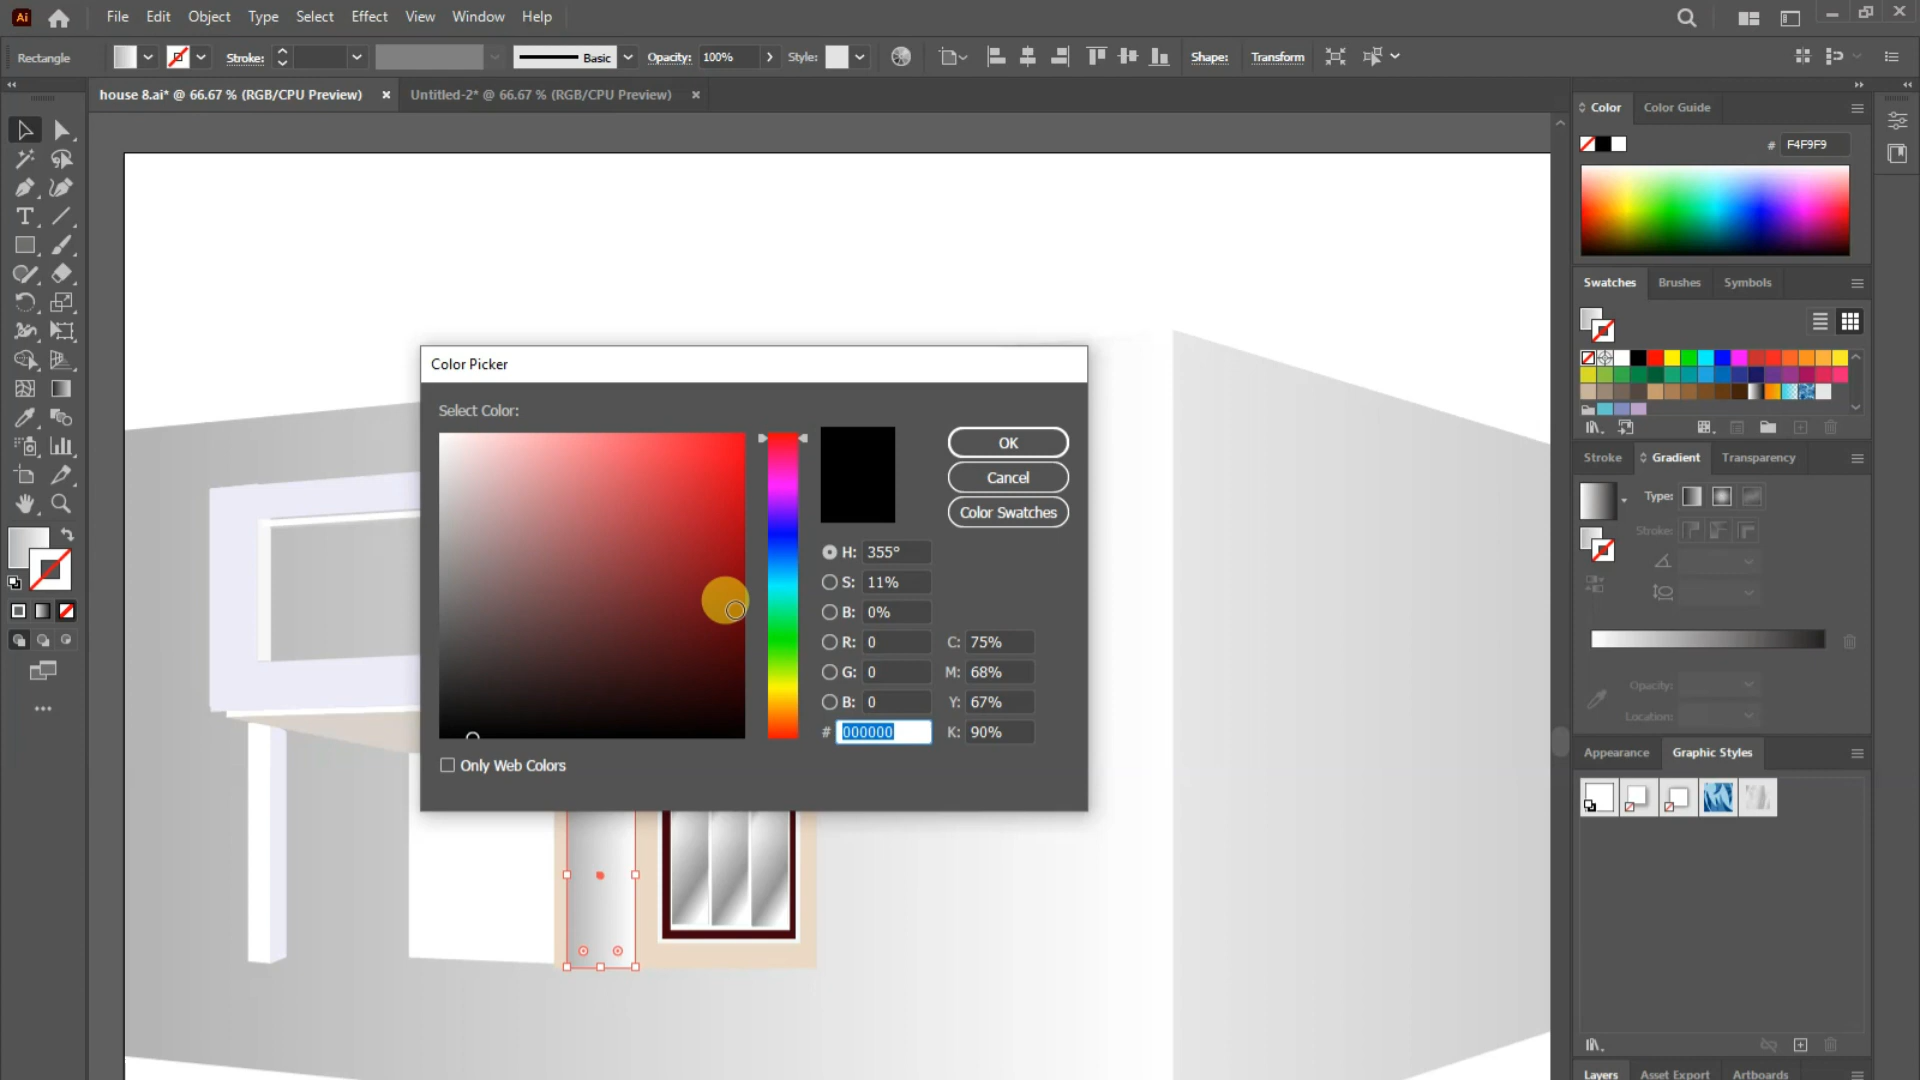 Ai File Edit Object Type Select Effect View Window Help
Rectangle Stroke: Basic Opacity: 100% Style: Shape: Transform
house 8.ai* @ 66.67 % (RGB/CPU Preview) Untitled-2* @ 66.67 % (RGB/CPU Preview)
Color Color Guide
# F4F9F9
Swatches Brushes Symbols
Color Picker
Select Color:
OK
Cancel
Color Swatches
H: 355°
S: 11%
B: 0%
R: 0 C: 75%
G: 0 M: 68%
B: 0 Y: 67%
# 000000 K: 90%
Only Web Colors
Stroke Gradient Transparency
Type:
Stroke:
Opacity:
Location:
Appearance Graphic Styles
Layers Asset Export Artboards